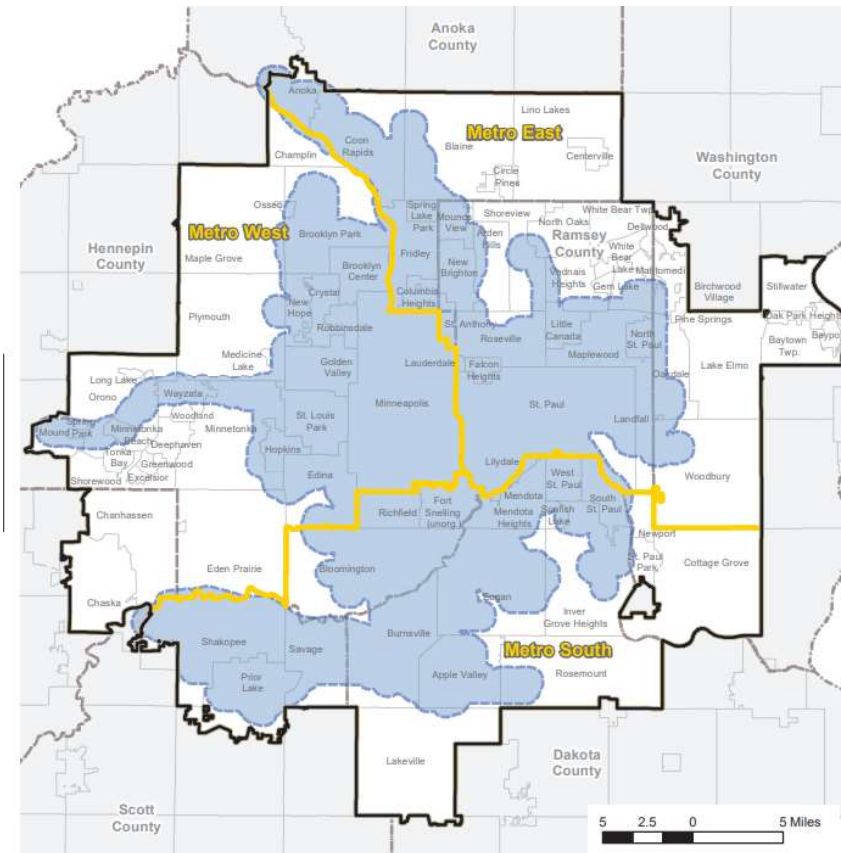 Anoka
County
Anoka
Lino Lakes
Metro East
Coon
Rapids
Blaine
Champlin
Centerville
Circle
Pines
Washington
County
Osseo
Spring
Lake
Park
Mounds
View
Shoreview
White Bear Twp.
North Oaks
Dellwood
Metro West
Brooklyn Park
Arden
Hills
Ramsey
County
White
Bear
Lake
Mahtomedi
Hennepin
County
Fridley
New
Brighton
Maple Grove
Brooklyn
Center
Vadnais
Heights
Gem Lake
Birchwood
Village
Stillwater
Crystal
Columbia
Heights
New
Hope
Plymouth
Robbinsdale
St. Anthony
Roseville
Little
Canada
North
St. Paul
Pine Springs
Oak Park Heights
Baytown
Twp.
Baypo
Medicine
Lake
Golden
Valley
Lauderdale
Falcon
Heights
Maplewood
Oakdale
Lake Elmo
Long Lake
Orono
Wayzata
Woodland
Minneapolis
St. Paul
Landfall
Spring
Park
Mound
Minnetonka
Beach
Minnetonka
Deephaven
St. Louis
Park
Tonka
Bay
Greenwood
Hopkins
Excelsior
Shorewood
Edina
Lilydale
West
St. Paul
Woodbury
Chanhassen
Richfield
Fort
Snelling
(unorg.)
Mendota
Mendota
Heights
Sunfish
Lake
South
St. Paul
Newport
St. Paul
Park
Cottage Grove
Eden Prairie
Bloomington
Eagan
Chaska
Inver
Grove Heights
Shakopee
Savage
Burnsville
Metro South
Prior
Lake
Apple Valley
Rosemount
Lakeville
Dakota
County
Scott
County
5 2.5 0 5 Miles